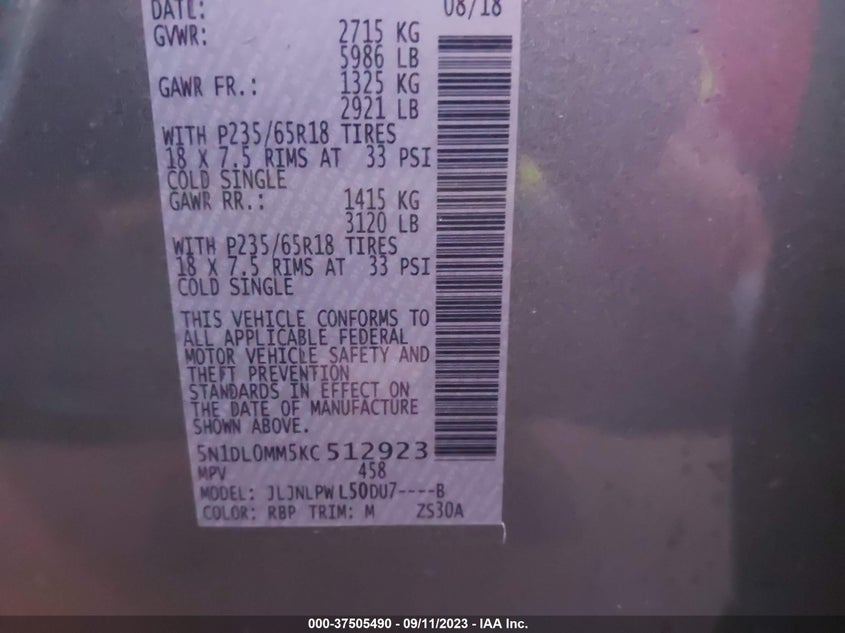 DATE: 08/18
GVWR: 2715 KG
5986 LB
GAWR FR.: 1325 KG
2921 LB
WITH P235/65R18 TIRES
18 X 7.5 RIMS AT 33 PSI
COLD SINGLE
GAWR RR.: 1415 KG
3120 LB
WITH P235/65R18 TIRES
18 X 7.5 RIMS AT 33 PSI
COLD SINGLE
THIS VEHICLE CONFORMS TO
ALL APPLICABLE FEDERAL
MOTOR VEHICLE SAFETY AND
THEFT PREVENTION
STANDARDS IN EFFECT ON
THE DATE OF MANUFACTURE
SHOWN ABOVE.
5N1DL0MM5KC 512923
MPV 458
MODEL: JLJNLPW L50DU7----B
COLOR: RBP TRIM: M ZS30A
000-37505490 - 09/11/2023 - IAA Inc.